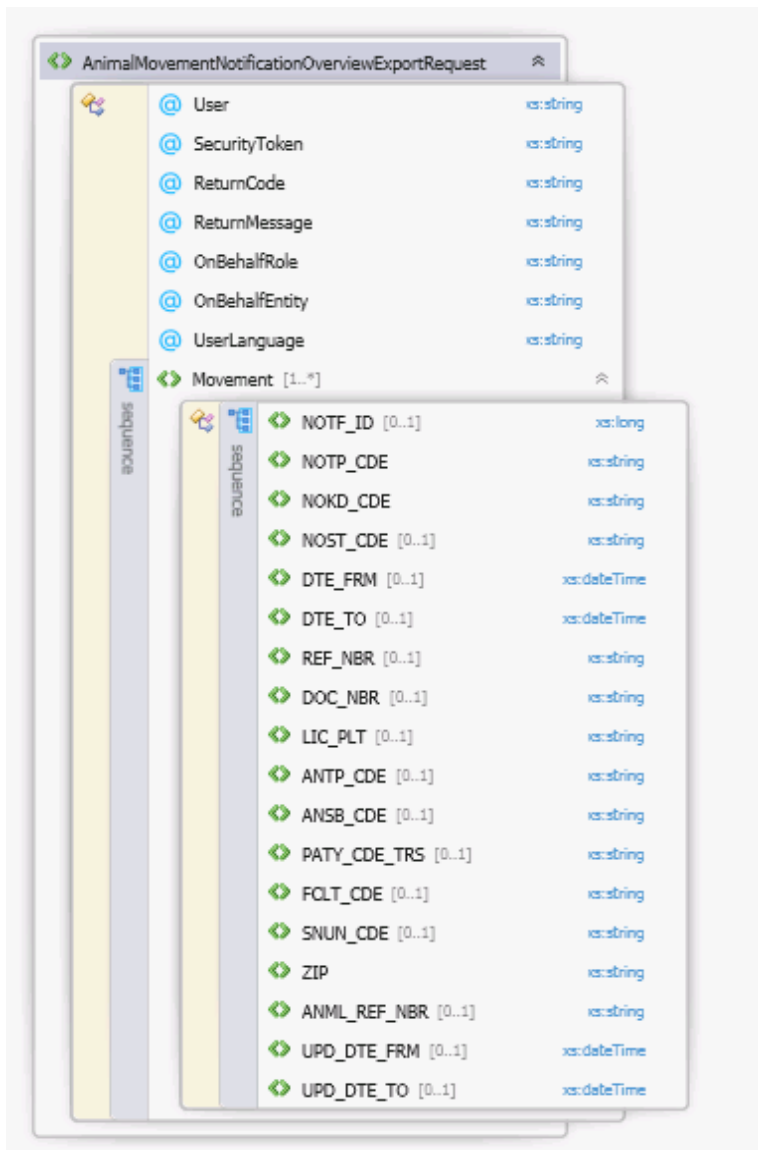 AnimalMovementNotificationOverviewExportRequest
@ User xs:string
@ SecurityToken xs:string
@ ReturnCode xs:string
@ ReturnMessage xs:string
@ OnBehalfRole xs:string
@ OnBehalfEntity xs:string
@ UserLanguage xs:string
Movement [1..*]
sequence
sequence
NOTF_ID [0..1] xs:long
NOTP_CDE xs:string
NOKD_CDE xs:string
NOST_CDE [0..1] xs:string
DTE_FRM [0..1] xs:dateTime
DTE_TO [0..1] xs:dateTime
REF_NBR [0..1] xs:string
DOC_NBR [0..1] xs:string
LIC_PLT [0..1] xs:string
ANTP_CDE [0..1] xs:string
ANSB_CDE [0..1] xs:string
PATY_CDE_TRS [0..1] xs:string
FCLT_CDE [0..1] xs:string
SNUN_CDE [0..1] xs:string
ZIP xs:string
ANML_REF_NBR [0..1] xs:string
UPD_DTE_FRM [0..1] xs:dateTime
UPD_DTE_TO [0..1] xs:dateTime